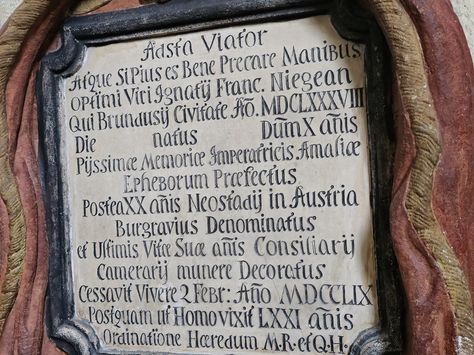 Adsta Viator
Atque Si Pius es Bene Precare Manibus
optimi Viri Ignatij Franc. Niegean
Qui Brundusij Civitate Año. MDCLXXXVIII
Die natus Dum X añis
Pijssimæ Memoriæ Imperatricis Amaliæ
Epheborum Præfectus
Postea XX añis Neostadij in Austria
Burgravius Denominatus
et Ultimis Vitæ Suæ añis Consiliarij
Camerarij munere Decoratus
Cessavit Vivere 2 Febr: Año MDCCLIX
Postquam ut Homo vixit LXXI añis
Ordinatione Hæredum M.R. et Q.H.